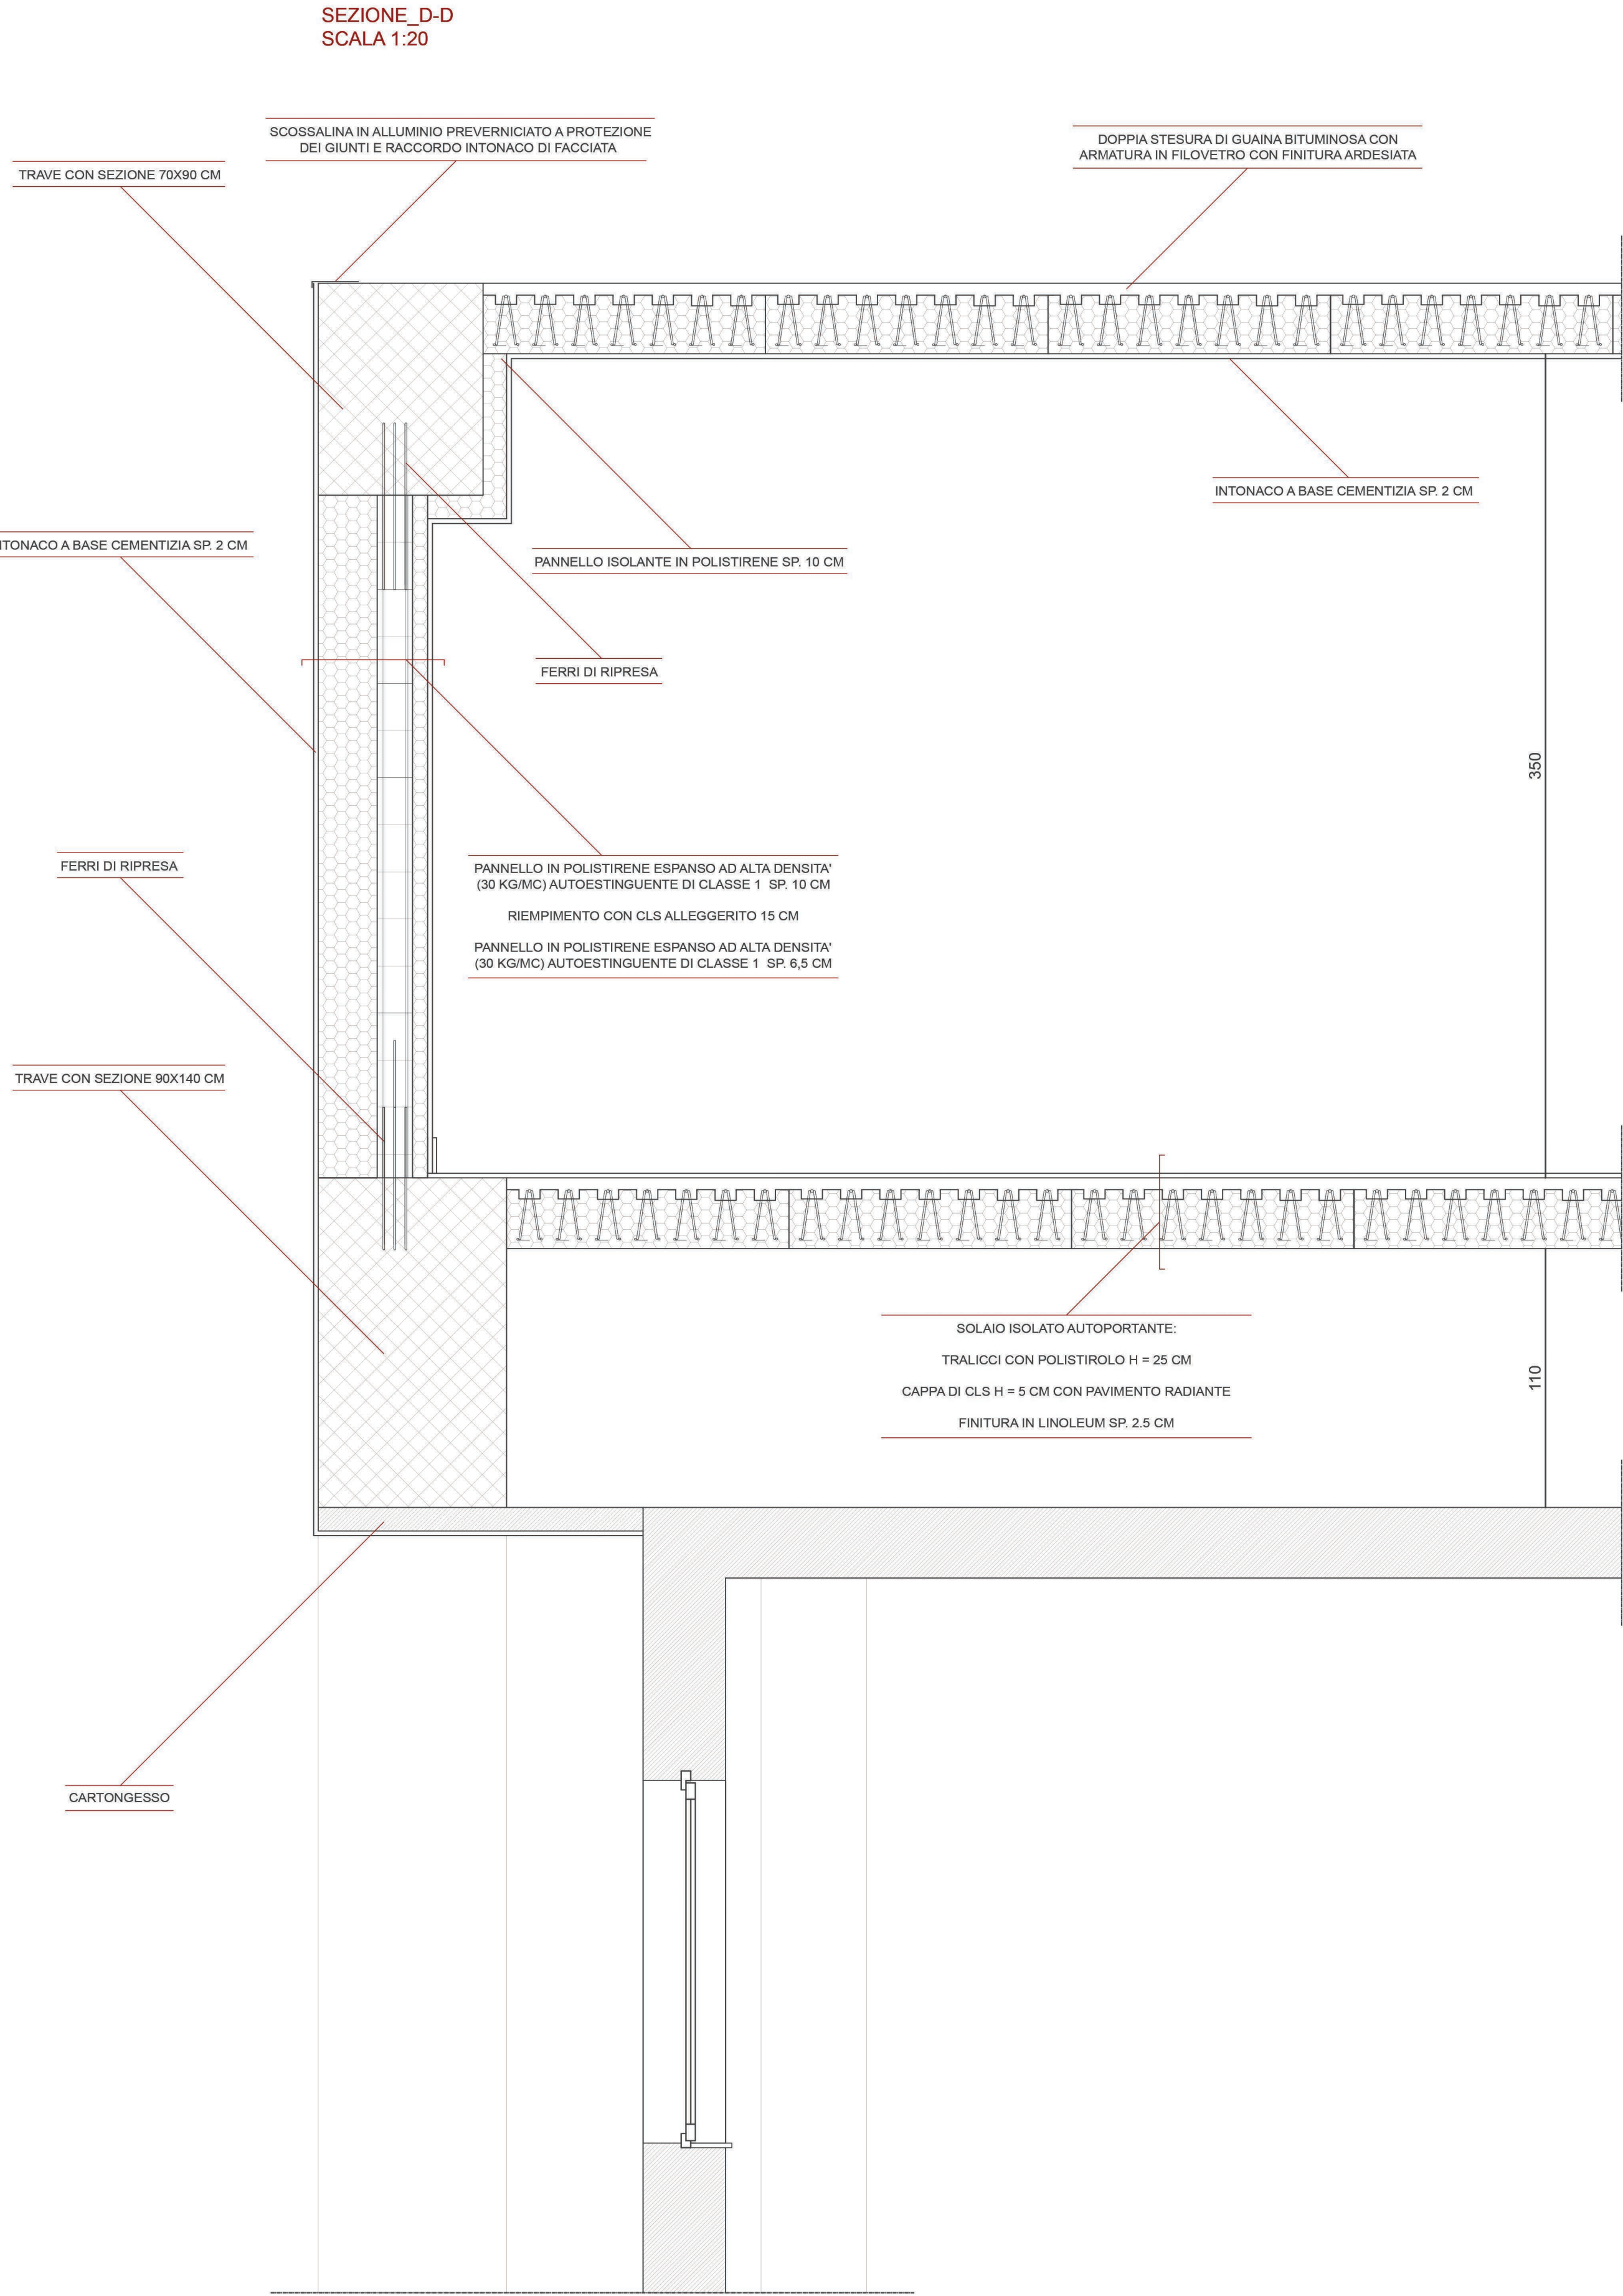 SEZIONE_D-D
SCALA 1:20
SCOSSALINA IN ALLUMINIO PREVERNICIATO A PROTEZIONE
DEI GIUNTI E RACCORDO INTONACO DI FACCIATA
DOPPIA STESURA DI GUAINA BITUMINOSA CON
ARMATURA IN FILOVETRO CON FINITURA ARDESIATA
TRAVE CON SEZIONE 70X90 CM
INTONACO A BASE CEMENTIZIA SP. 2 CM
NTONACO A BASE CEMENTIZIA SP. 2 CM
PANNELLO ISOLANTE IN POLISTIRENE SP. 10 CM
FERRI DI RIPRESA
350
FERRI DI RIPRESA
PANNELLO IN POLISTIRENE ESPANSO AD ALTA DENSITA'
(30 KG/MC) AUTOESTINGUENTE DI CLASSE 1 SP. 10 CM
RIEMPIMENTO CON CLS ALLEGGERITO 15 CM
PANNELLO IN POLISTIRENE ESPANSO AD ALTA DENSITA'
(30 KG/MC) AUTOESTINGUENTE DI CLASSE 1 SP. 6,5 CM
TRAVE CON SEZIONE 90X140 CM
SOLAIO ISOLATO AUTOPORTANTE:
TRALICCI CON POLISTIROLO H = 25 CM
CAPPA DI CLS H = 5 CM CON PAVIMENTO RADIANTE
FINITURA IN LINOLEUM SP. 2.5 CM
110
CARTONGESSO